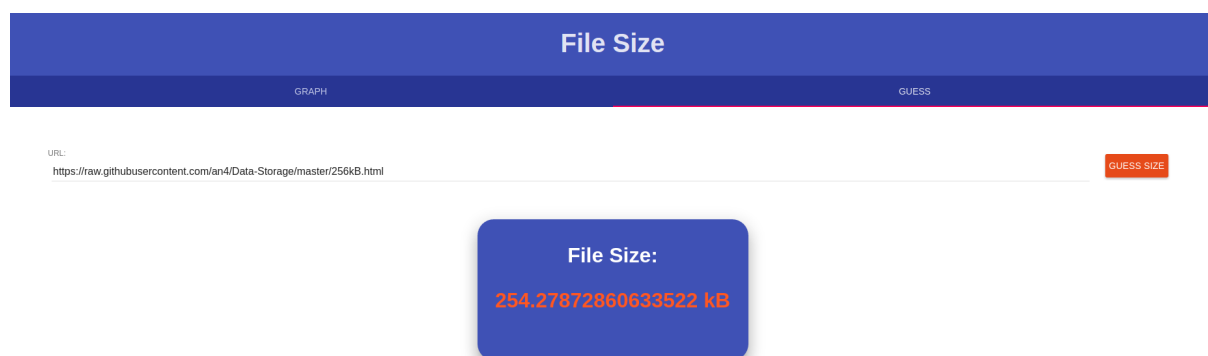 File Size
GRAPH GUESS
URL:
https://raw.githubusercontent.com/an4/Data-Storage/master/256kB.html
GUESS SIZE
File Size:
254.27872860633522 kB